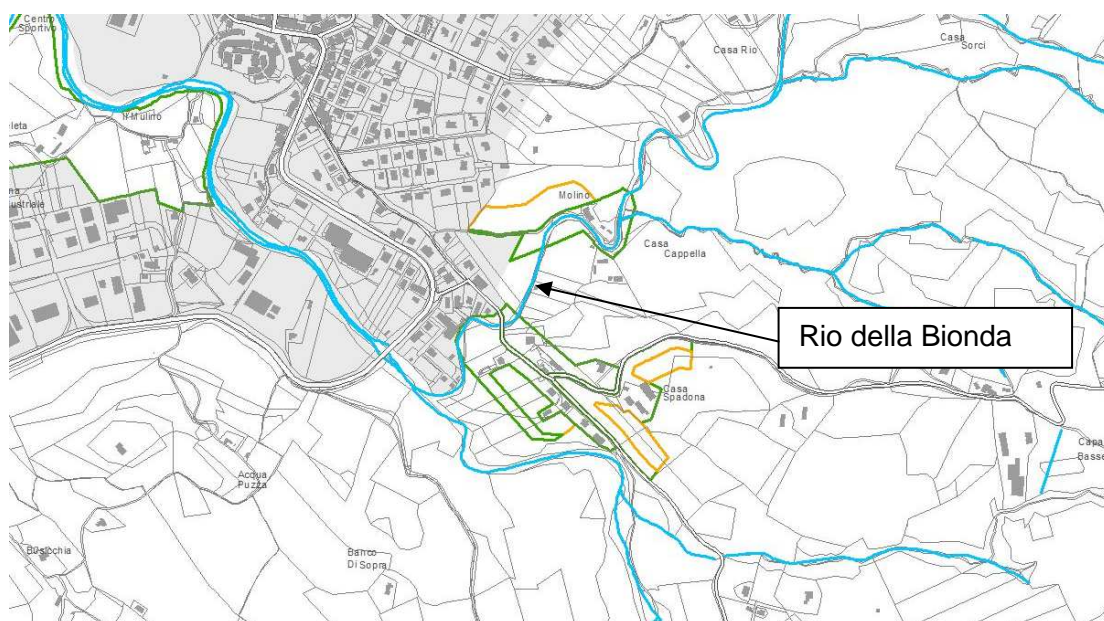 Centro
Sportivo
Casa Rio
Casa
Sorci
Il Mulino
Molino
Casa
Cappella
Rio della Bionda
Casa
Spadona
Acqua
Puzza
Banco
Di Sopra